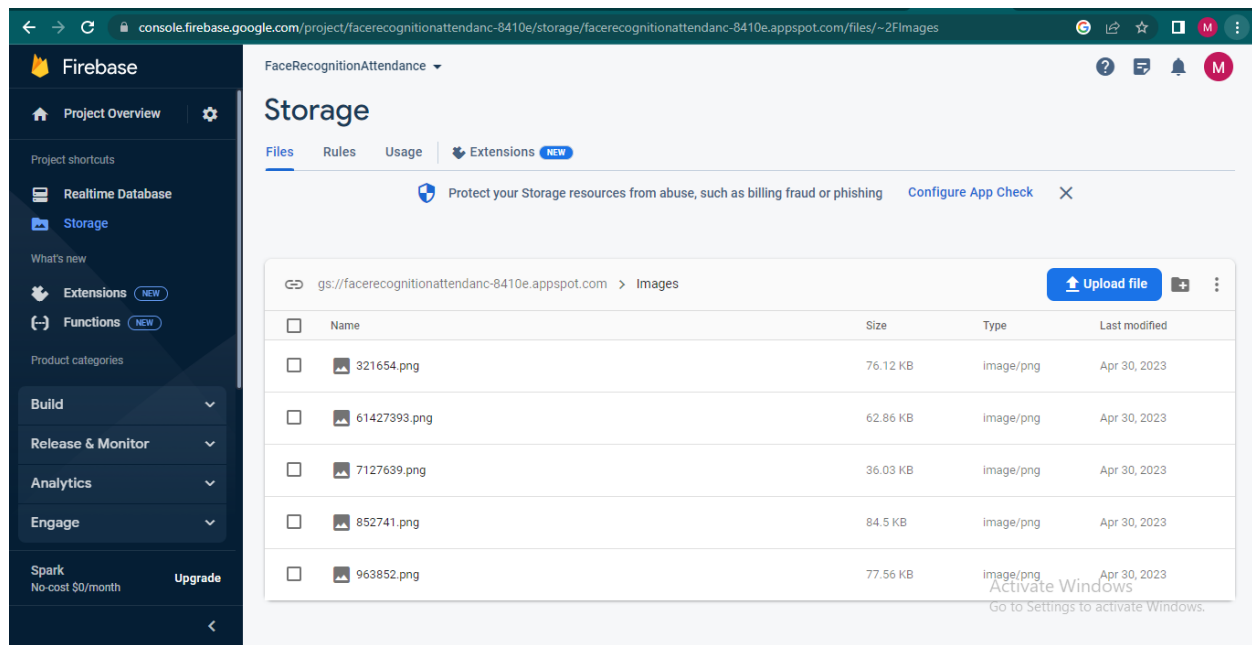 console.firebase.google.com/project/facerecognitionattendanc-8410e/storage/facerecognitionattendanc-8410e.appspot.com/files/~2FImages
M
Firebase
FaceRecognitionAttendance
M
Project Overview
Storage
Project shortcuts
Files Rules Usage Extensions NEW
Realtime Database
Protect your Storage resources from abuse, such as billing fraud or phishing Configure App Check
Storage
What's new
Extensions NEW
gs://facerecognitionattendanc-8410e.appspot.com > Images Upload file
Functions NEW
Name Size Type Last modified
Product categories
321654.png 76.12 KB image/png Apr 30, 2023
Build
61427393.png 62.86 KB image/png Apr 30, 2023
Release & Monitor
7127639.png 36.03 KB image/png Apr 30, 2023
Analytics
852741.png 84.5 KB image/png Apr 30, 2023
Engage
963852.png 77.56 KB image/png Apr 30, 2023
Spark
No-cost $0/month
Upgrade
Activate Windows
Go to Settings to activate Windows.